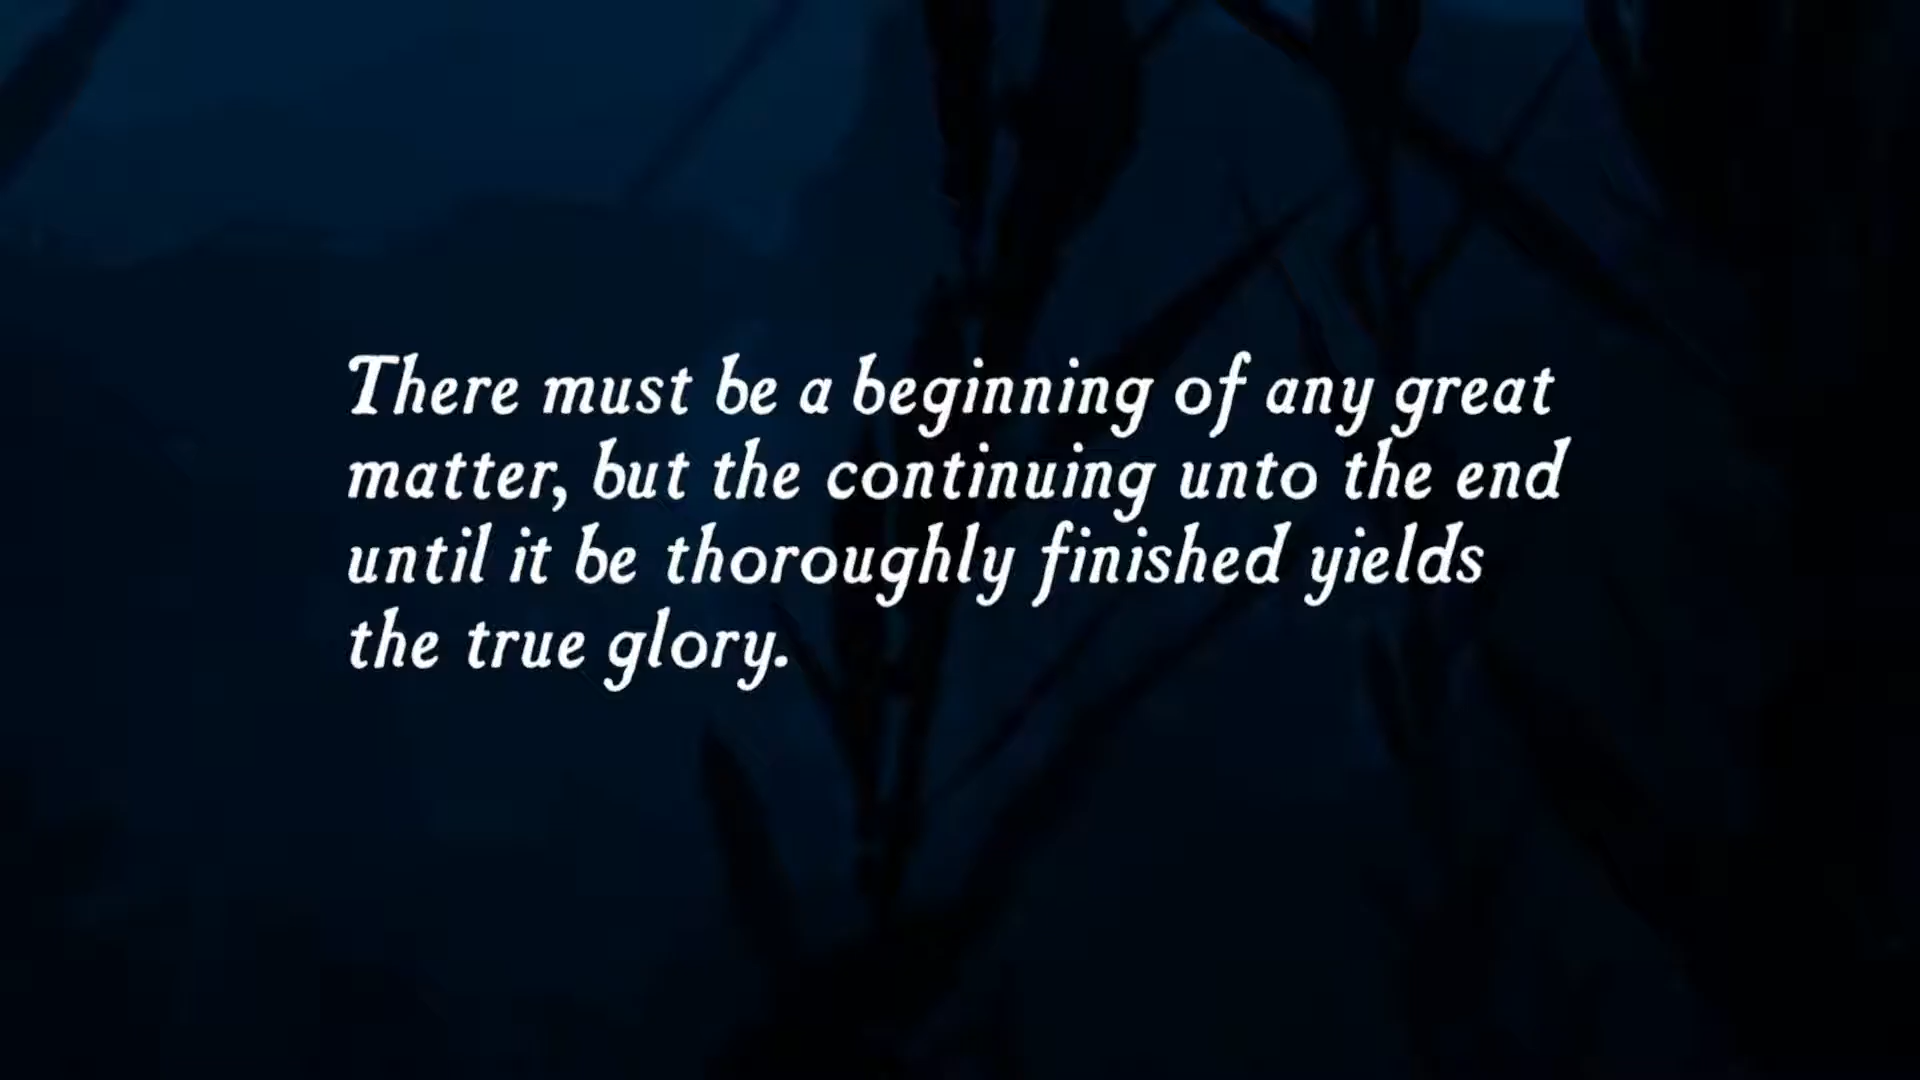 There must be a beginning of any great
matter, but the continuing unto the end
until it be thoroughly finished yields
the true glory.